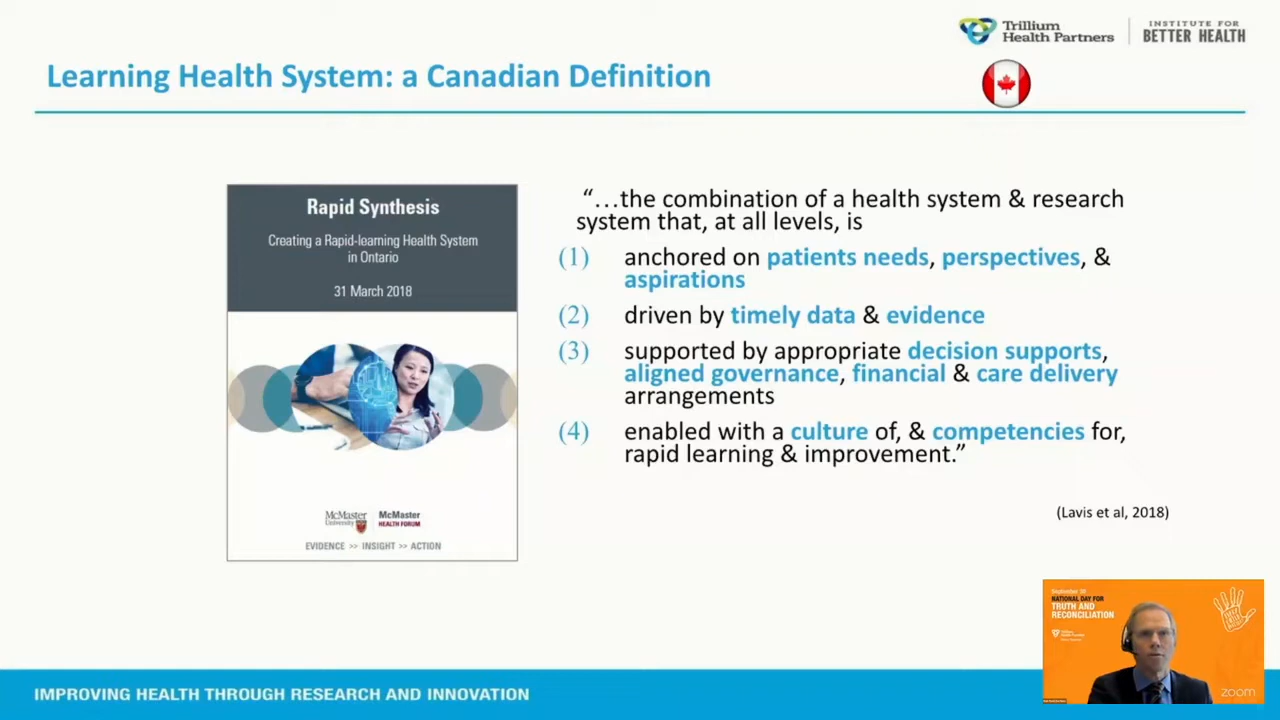 Trillium
Health Partners
INSTITUTE FOR
BETTER HEALTH
Learning Health System: a Canadian Definition
Rapid Synthesis
Creating a Rapid-learning Health System
in Ontario
31 March 2018
McMaster
University
McMaster
HEALTH FORUM
EVIDENCE >> INSIGHT >> ACTION
“…the combination of a health system & research
system that, at all levels, is
(1) anchored on patients needs, perspectives, &
aspirations
(2) driven by timely data & evidence
(3) supported by appropriate decision supports,
aligned governance, financial & care delivery
arrangements
(4) enabled with a culture of, & competencies for,
rapid learning & improvement.”
(Lavis et al, 2018)
September 30
NATIONAL DAY FOR
TRUTH AND
RECONCILIATION
zoom
IMPROVING HEALTH THROUGH RESEARCH AND INNOVATION